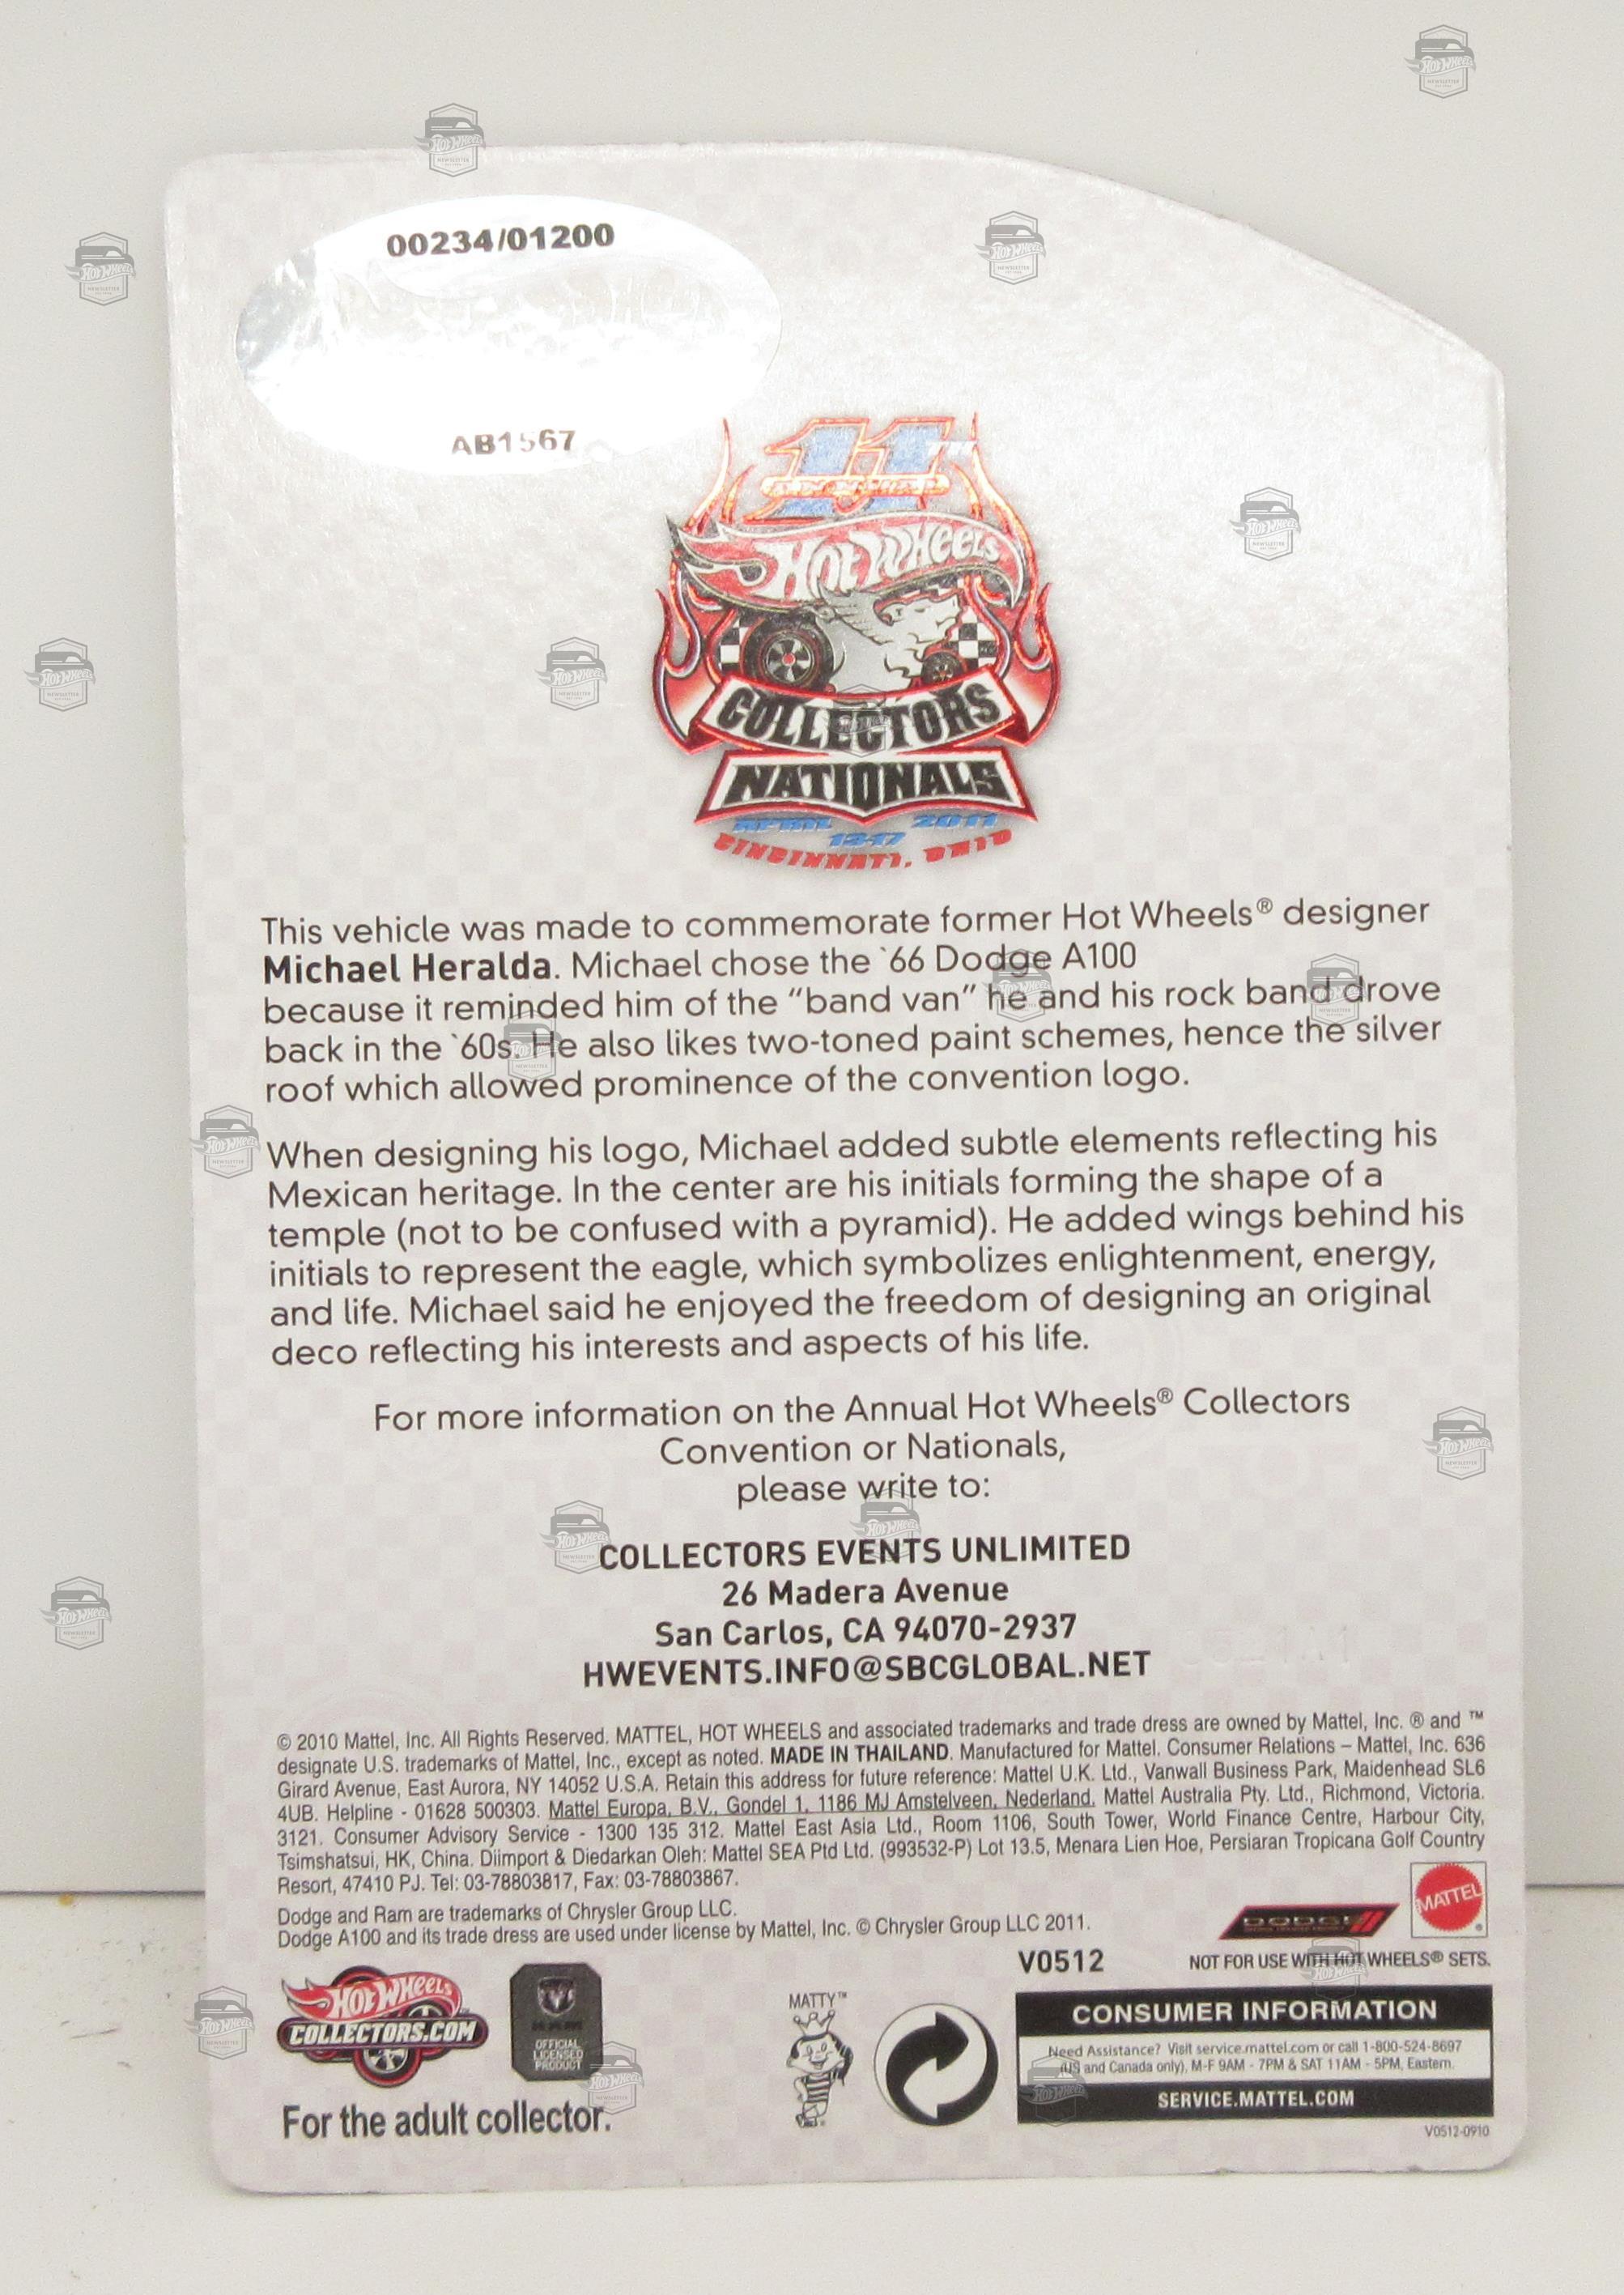 00234/01200
AB1567
11TH
HOT WHEELS
COLLECTORS
NATIONALS
APRIL 2011
13-17
CINCINNATI, OHIO
This vehicle was made to commemorate former Hot Wheels® designer
Michael Heralda. Michael chose the `66 Dodge A100
because it reminded him of the “band van” he and his rock band drove
back in the `60s. He also likes two-toned paint schemes, hence the silver
roof which allowed prominence of the convention logo.
When designing his logo, Michael added subtle elements reflecting his
Mexican heritage. In the center are his initials forming the shape of a
temple (not to be confused with a pyramid). He added wings behind his
initials to represent the eagle, which symbolizes enlightenment, energy,
and life. Michael said he enjoyed the freedom of designing an original
deco reflecting his interests and aspects of his life.
For more information on the Annual Hot Wheels® Collectors
Convention or Nationals,
please write to:
COLLECTORS EVENTS UNLIMITED
26 Madera Avenue
San Carlos, CA 94070-2937
HWEVENTS.INFO@SBCGLOBAL.NET
© 2010 Mattel, Inc. All Rights Reserved. MATTEL, HOT WHEELS and associated trademarks and trade dress are owned by Mattel, Inc. ® and ™
designate U.S. trademarks of Mattel, Inc., except as noted. MADE IN THAILAND. Manufactured for Mattel. Consumer Relations – Mattel, Inc. 636
Girard Avenue, East Aurora, NY 14052 U.S.A. Retain this address for future reference: Mattel U.K. Ltd., Vanwall Business Park, Maidenhead SL6
4UB. Helpline - 01628 500303. Mattel Europa, B.V., Gondel 1, 1186 MJ Amstelveen, Nederland. Mattel Australia Pty. Ltd., Richmond, Victoria.
3121. Consumer Advisory Service - 1300 135 312. Mattel East Asia Ltd., Room 1106, South Tower, World Finance Centre, Harbour City,
Tsimshatsui, HK, China. Diimport & Diedarkan Oleh: Mattel SEA Ptd Ltd. (993532-P) Lot 13.5, Menara Lien Hoe, Persiaran Tropicana Golf Country
Resort, 47410 PJ. Tel: 03-78803817, Fax: 03-78803867.
Dodge and Ram are trademarks of Chrysler Group LLC.
Dodge A100 and its trade dress are used under license by Mattel, Inc. © Chrysler Group LLC 2011.
DODGE
MATTEL
V0512
NOT FOR USE WITH HOT WHEELS® SETS.
HOT WHEELS
COLLECTORS.COM
OFFICIAL
LICENSED
PRODUCT
For the adult collector.
MATTY™
CONSUMER INFORMATION
Need Assistance? Visit service.mattel.com or call 1-800-524-8697
(US and Canada only), M-F 9AM - 7PM & SAT 11AM - 5PM, Eastern.
SERVICE.MATTEL.COM
V0512-0910